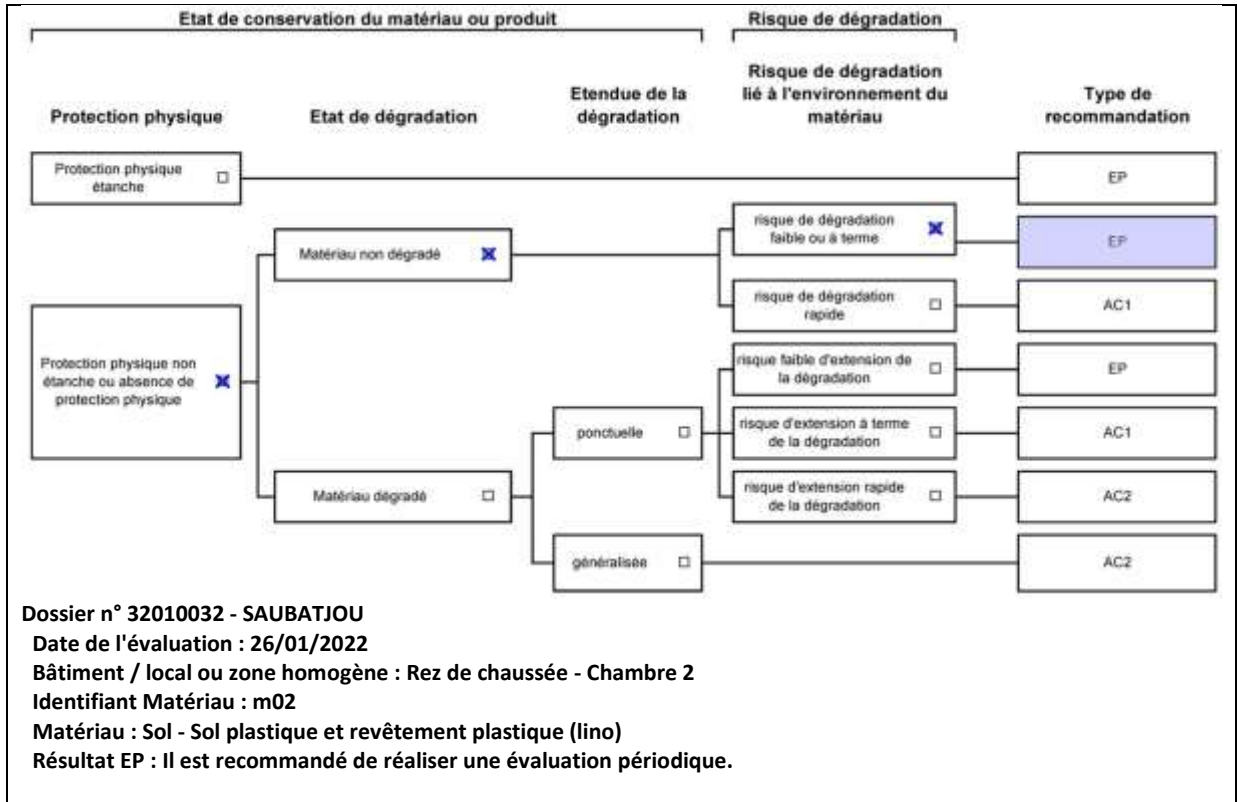 Etat de conservation du matériau ou produit
Risque de dégradation
Protection physique
Etat de dégradation
Etendue de la
dégradation
Risque de dégradation
lié à l'environnement du
matériau
Type de
recommandation
Protection physique
étanche
EP
risque de dégradation
faible ou à terme
EP
Matériau non dégradé
risque de dégradation
rapide
AC1
Protection physique non
étanche ou absence de
protection physique
risque faible d'extension de
la dégradation
EP
ponctuelle
risque d'extension à terme
de la dégradation
AC1
Matériau dégradé
risque d'extension rapide
de la dégradation
AC2
généralisée
AC2
Dossier n° 32010032 - SAUBATJOU
Date de l'évaluation : 26/01/2022
Bâtiment / local ou zone homogène : Rez de chaussée - Chambre 2
Identifiant Matériau : m02
Matériau : Sol - Sol plastique et revêtement plastique (lino)
Résultat EP : Il est recommandé de réaliser une évaluation périodique.